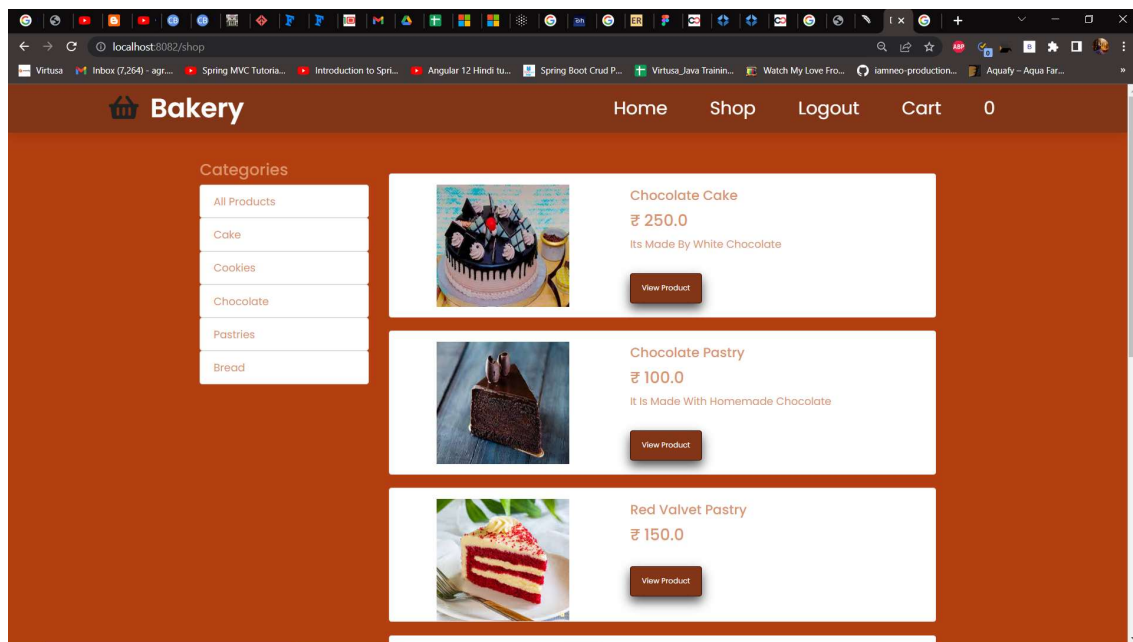 localhost:8082/shop
Virtusa
Inbox (7,264) - agr....
Spring MVC Tutoria...
Introduction to Spri...
Angular 12 Hindi tu...
Spring Boot Crud P...
Virtusa_Java Trainin...
Watch My Love Fro...
iamneo-production...
Aquafy – Aqua Far...
»
Bakery
Home
Shop
Logout
Cart
0
Categories
All Products
Cake
Cookies
Chocolate
Pastries
Bread
Chocolate Cake
₹ 250.0
Its Made By White Chocolate
View Product
Chocolate Pastry
₹ 100.0
It Is Made With Homemade Chocolate
View Product
Red Valvet Pastry
₹ 150.0
View Product